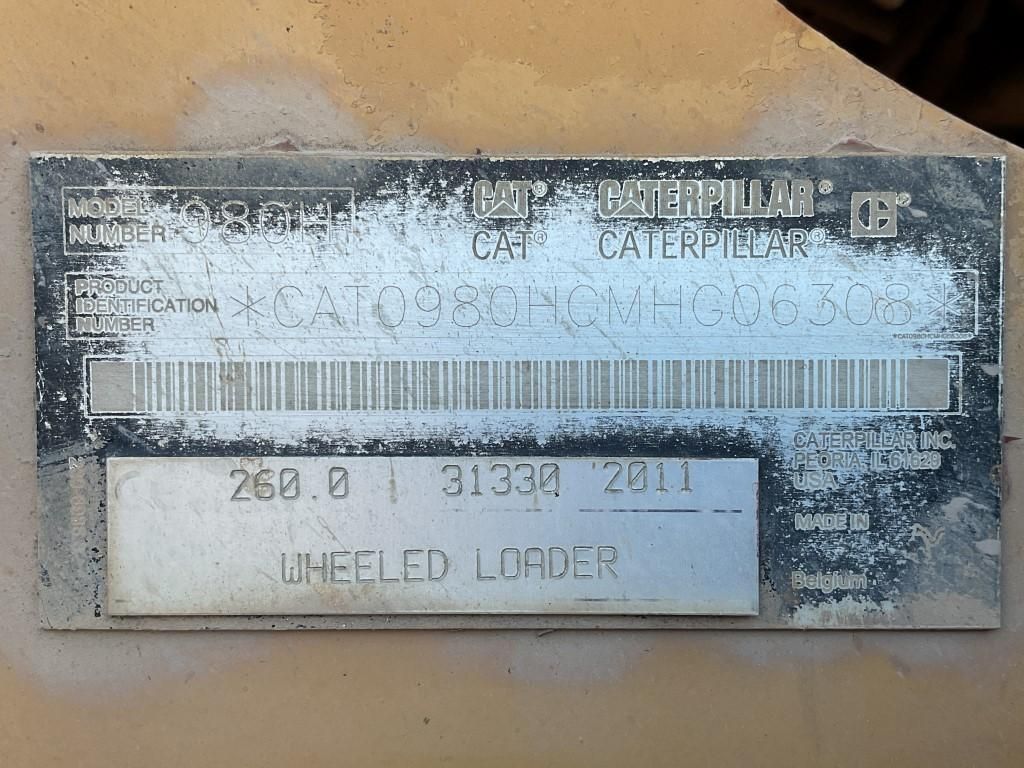 MODEL NUMBER 980H
CAT® CATERPILLAR®
CAT® CATERPILLAR®
PRODUCT IDENTIFICATION NUMBER *CAT0980HCMHG06308*
CATERPILLAR INC.
PEORIA, IL 61629
USA
260.0 31330 2011
MADE IN
WHEELED LOADER
Belgium